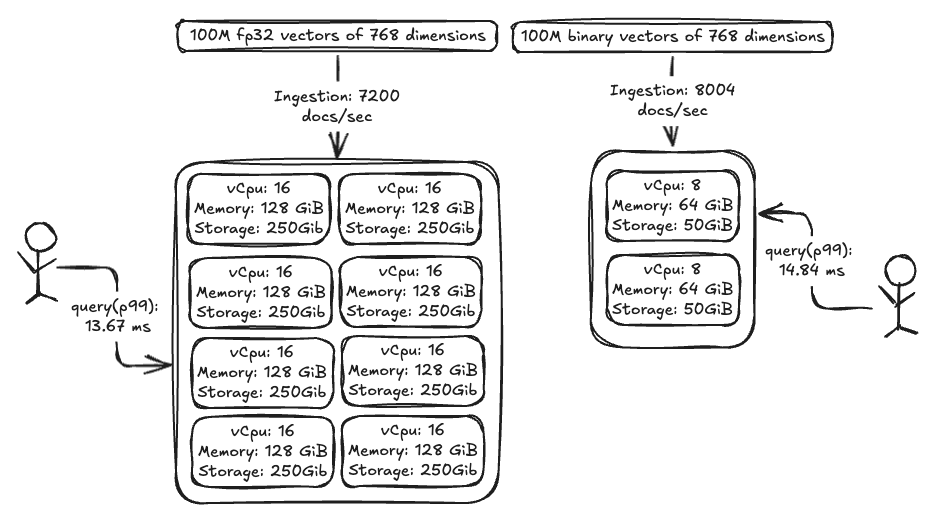 100M fp32 vectors of 768 dimensions
100M binary vectors of 768 dimensions
Ingestion: 7200
docs/sec
Ingestion: 8004
docs/sec
vCpu: 16
Memory: 128 GiB
Storage: 250Gib
vCpu: 16
Memory: 128 GiB
Storage: 250Gib
vCpu: 16
Memory: 128 GiB
Storage: 250Gib
vCpu: 16
Memory: 128 GiB
Storage: 250Gib
vCpu: 16
Memory: 128 GiB
Storage: 250Gib
vCpu: 16
Memory: 128 GiB
Storage: 250Gib
vCpu: 16
Memory: 128 GiB
Storage: 250Gib
vCpu: 16
Memory: 128 GiB
Storage: 250Gib
query(p99):
13.67 ms
vCpu: 8
Memory: 64 GiB
Storage: 50GiB
vCpu: 8
Memory: 64 GiB
Storage: 50GiB
query(p99):
14.84 ms